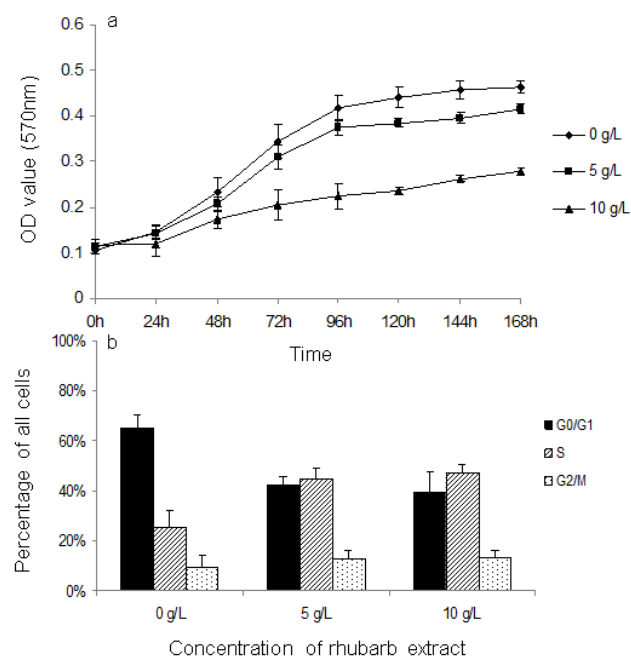 a
0.6
0.5
0.4
0.3
0.2
0.1
0
OD value (570nm)
0 g/L
5 g/L
10 g/L
0h 24h 48h 72h 96h 120h 144h 168h
Time
b
100%
80%
60%
40%
20%
0%
Percentage of all cells
G0/G1
S
G2/M
0 g/L 5 g/L 10 g/L
Concentration of rhubarb extract